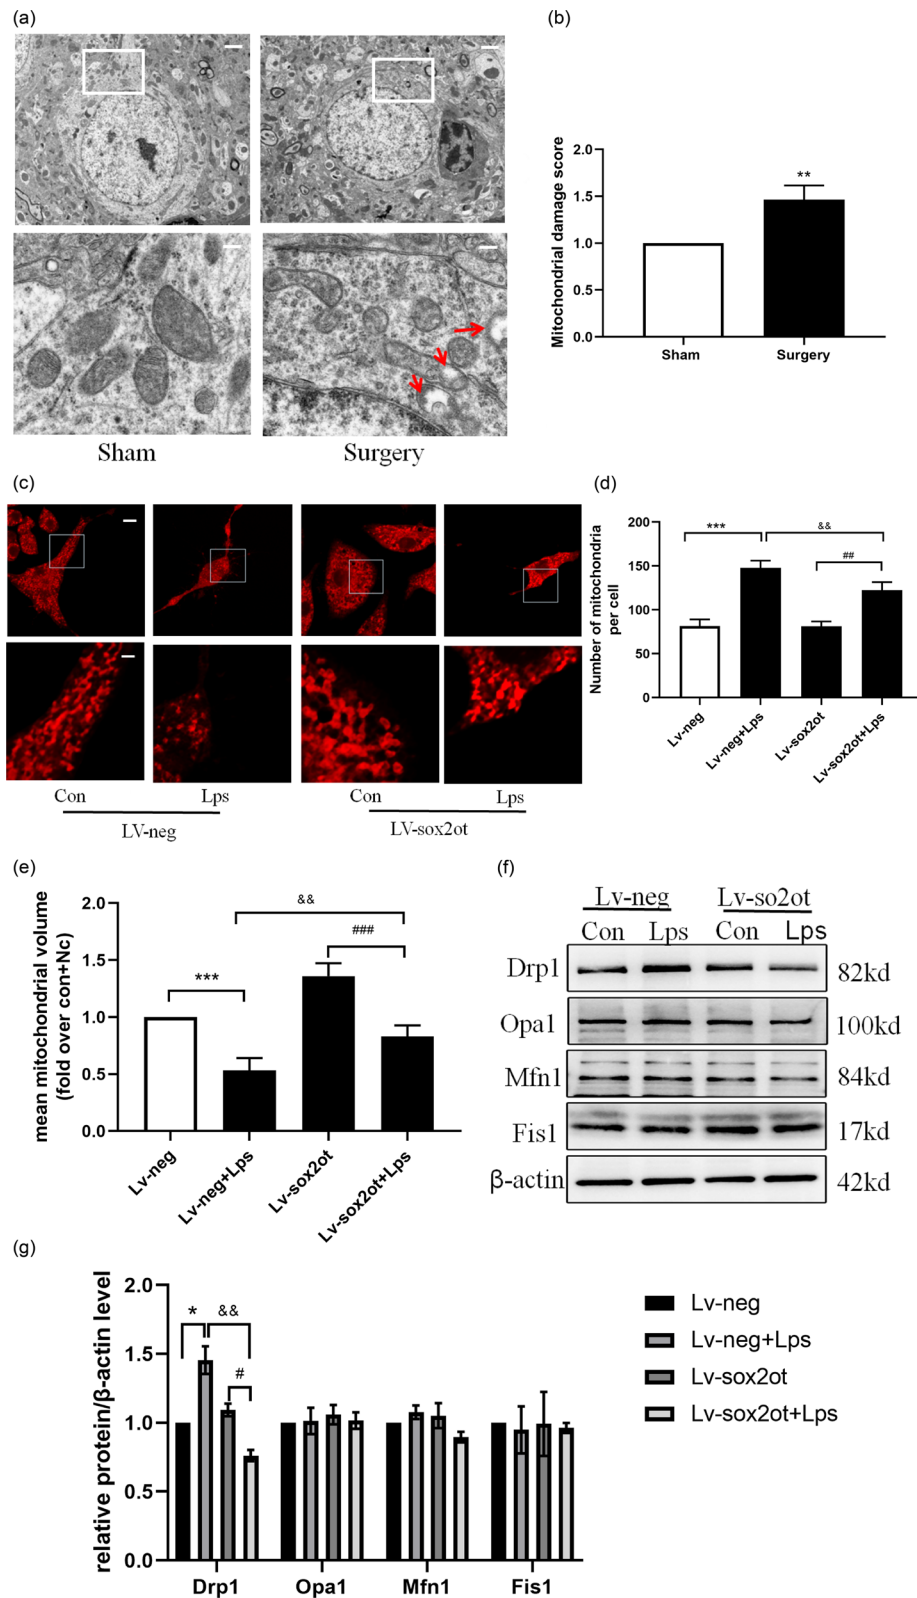 (a)
Sham Surgery
(b)
Mitochondrial damage score
2.0
1.5
1.0
0.5
0.0
**
Sham Surgery
(c)
Con Lps Con Lps
LV-neg LV-sox2ot
(d)
Number of mitochondria
per cell
200
150
100
50
0
*** && ##
Lv-neg Lv-neg+Lps Lv-sox2ot Lv-sox2ot+Lps
(e)
mean mitochondrial volume
(fold over con+Nc)
2.0
1.5
1.0
0.5
0.0
&&
*** ###
Lv-neg Lv-neg+Lps Lv-sox2ot Lv-sox2ot+Lps
(f)
Lv-neg Lv-so2ot
Con Lps Con Lps
Drp1 82kd
Opa1 100kd
Mfn1 84kd
Fis1 17kd
β-actin 42kd
(g)
relative protein/β-actin level
2.0
1.5
1.0
0.5
0.0
* &&
#
Drp1 Opa1 Mfn1 Fis1
Lv-neg
Lv-neg+Lps
Lv-sox2ot
Lv-sox2ot+Lps